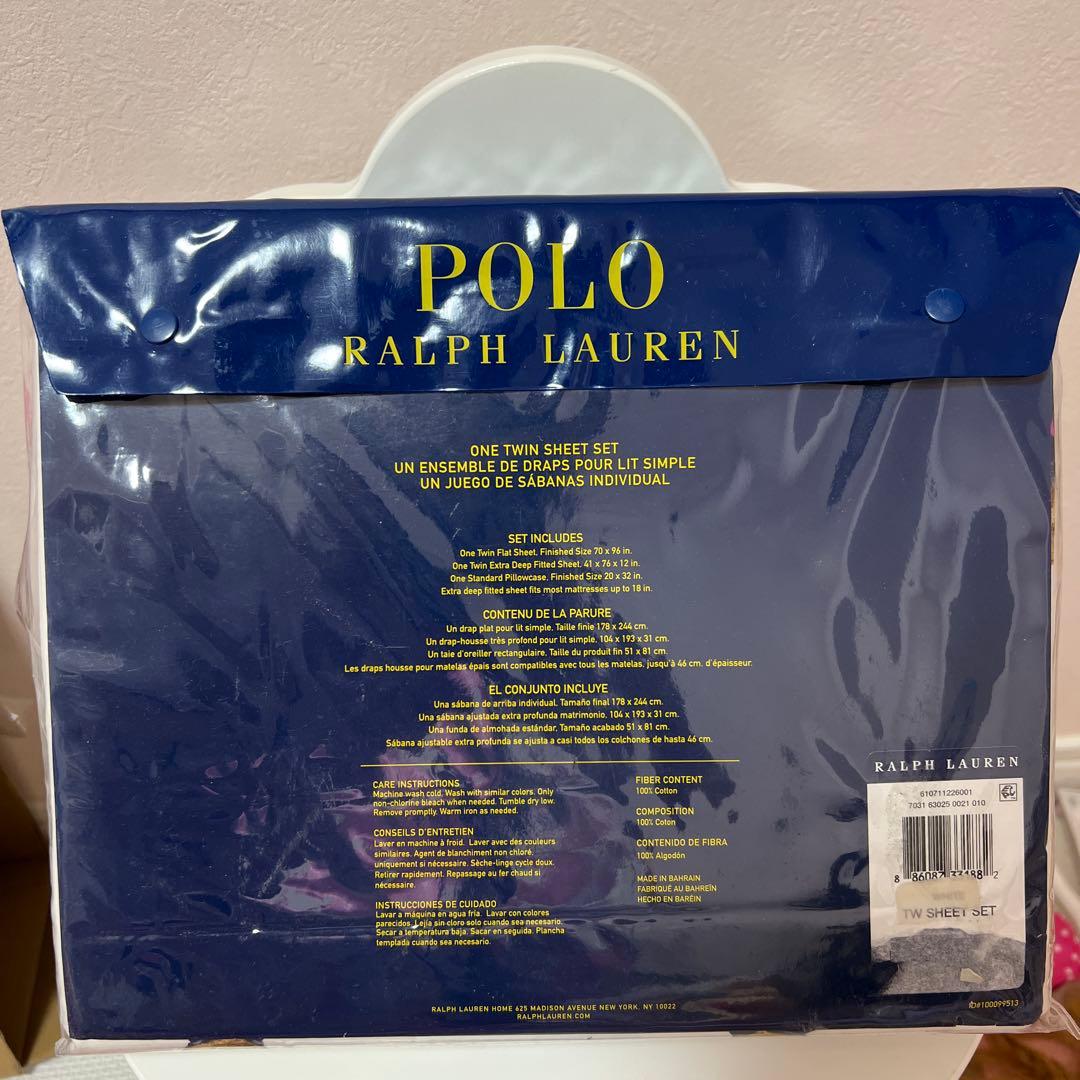 POLO
RALPH LAUREN
ONE TWIN SHEET SET
UN ENSEMBLE DE DRAPS POUR LIT SIMPLE
UN JUEGO DE SÁBANAS INDIVIDUAL
SET INCLUDES
One Twin Flat Sheet, Finished Size 70 x 96 in.
One Twin Extra Deep Fitted Sheet, 41 x 76 x 12 in.
One Standard Pillowcase, Finished Size 20 x 32 in.
Extra deep fitted sheet fits most mattresses up to 18 in.
CONTENU DE LA PARURE
Un drap plat pour lit simple, Taille finie 178 x 244 cm.
Un drap-housse très profond pour lit simple, 104 x 193 x 31 cm.
Un taie d'oreiller rectangulaire, Taille du produit fin 51 x 81 cm.
Les draps housse pour matelas épais sont compatibles avec tous les matelas, jusqu'à 46 cm. d'épaisseur.
EL CONJUNTO INCLUYE
Una sábana de arriba individual, Tamaño final 178 x 244 cm.
Una sábana ajustada extra profunda matrimonio, 104 x 193 x 31 cm.
Una funda de almohada estándar, Tamaño acabado 51 x 81 cm.
Sábana ajustable extra profunda se ajusta a casi todos los colchones de hasta 46 cm.
CARE INSTRUCTIONS
Machine wash cold. Wash with similar colors. Only
non-chlorine bleach when needed. Tumble dry low.
Remove promptly. Warm iron as needed.
CONSEILS D'ENTRETIEN
Laver en machine à froid. Laver avec des couleurs
similaires. Agent de blanchiment non chloré,
uniquement si nécessaire. Sèche-linge cycle doux.
Retirer rapidement. Repassage au fer chaud si
nécessaire.
INSTRUCCIONES DE CUIDADO
Lavar a máquina en agua fría. Lavar con colores
parecidos. Lejía sin cloro solo cuando sea necesario.
Secar a temperatura baja. Sacar en seguida. Plancha
templada cuando sea necesario.
FIBER CONTENT
100% Cotton
COMPOSITION
100% Coton
CONTENIDO DE FIBRA
100% Algodón
MADE IN BAHRAIN
FABRIQUÉ AU BAHREÏN
HECHO EN BARÉIN
RALPH LAUREN
610711226001
7031 63025 0021 010
8 86087 33188 2
TW SHEET SET
RALPH LAUREN HOME 625 MADISON AVENUE NEW YORK, NY 10022
RALPHLAUREN.COM
ID#100099513